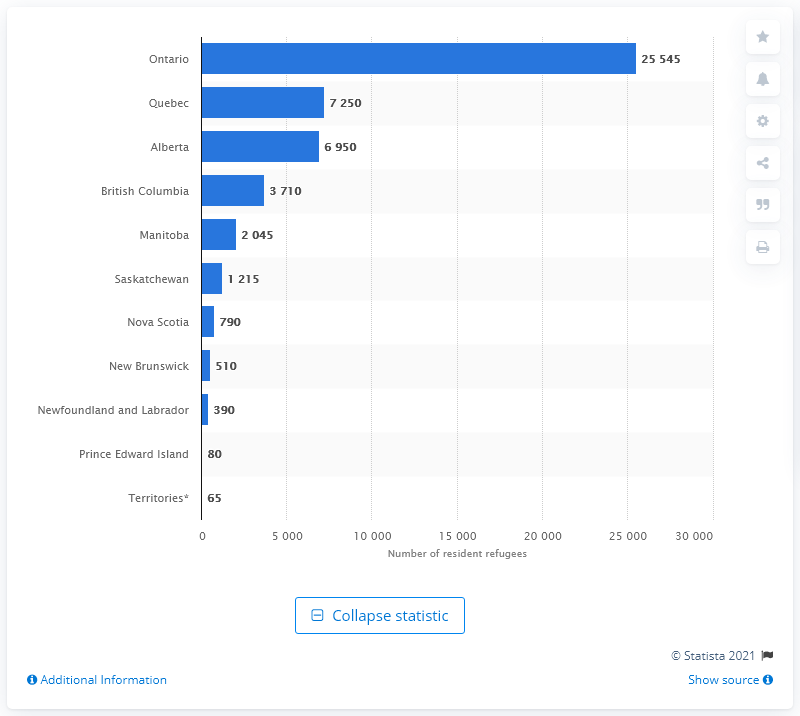 Ontario 25 545
Quebec 7 250
Alberta 6 950
British Columbia 3 710
Manitoba 2 045
Saskatchewan 1 215
Nova Scotia 790
New Brunswick 510
Newfoundland and Labrador 390
Prince Edward Island 80
Territories* 65
0 5 000 10 000 15 000 20 000 25 000 30 000
Number of resident refugees
Collapse statistic
© Statista 2021
Additional Information Show source